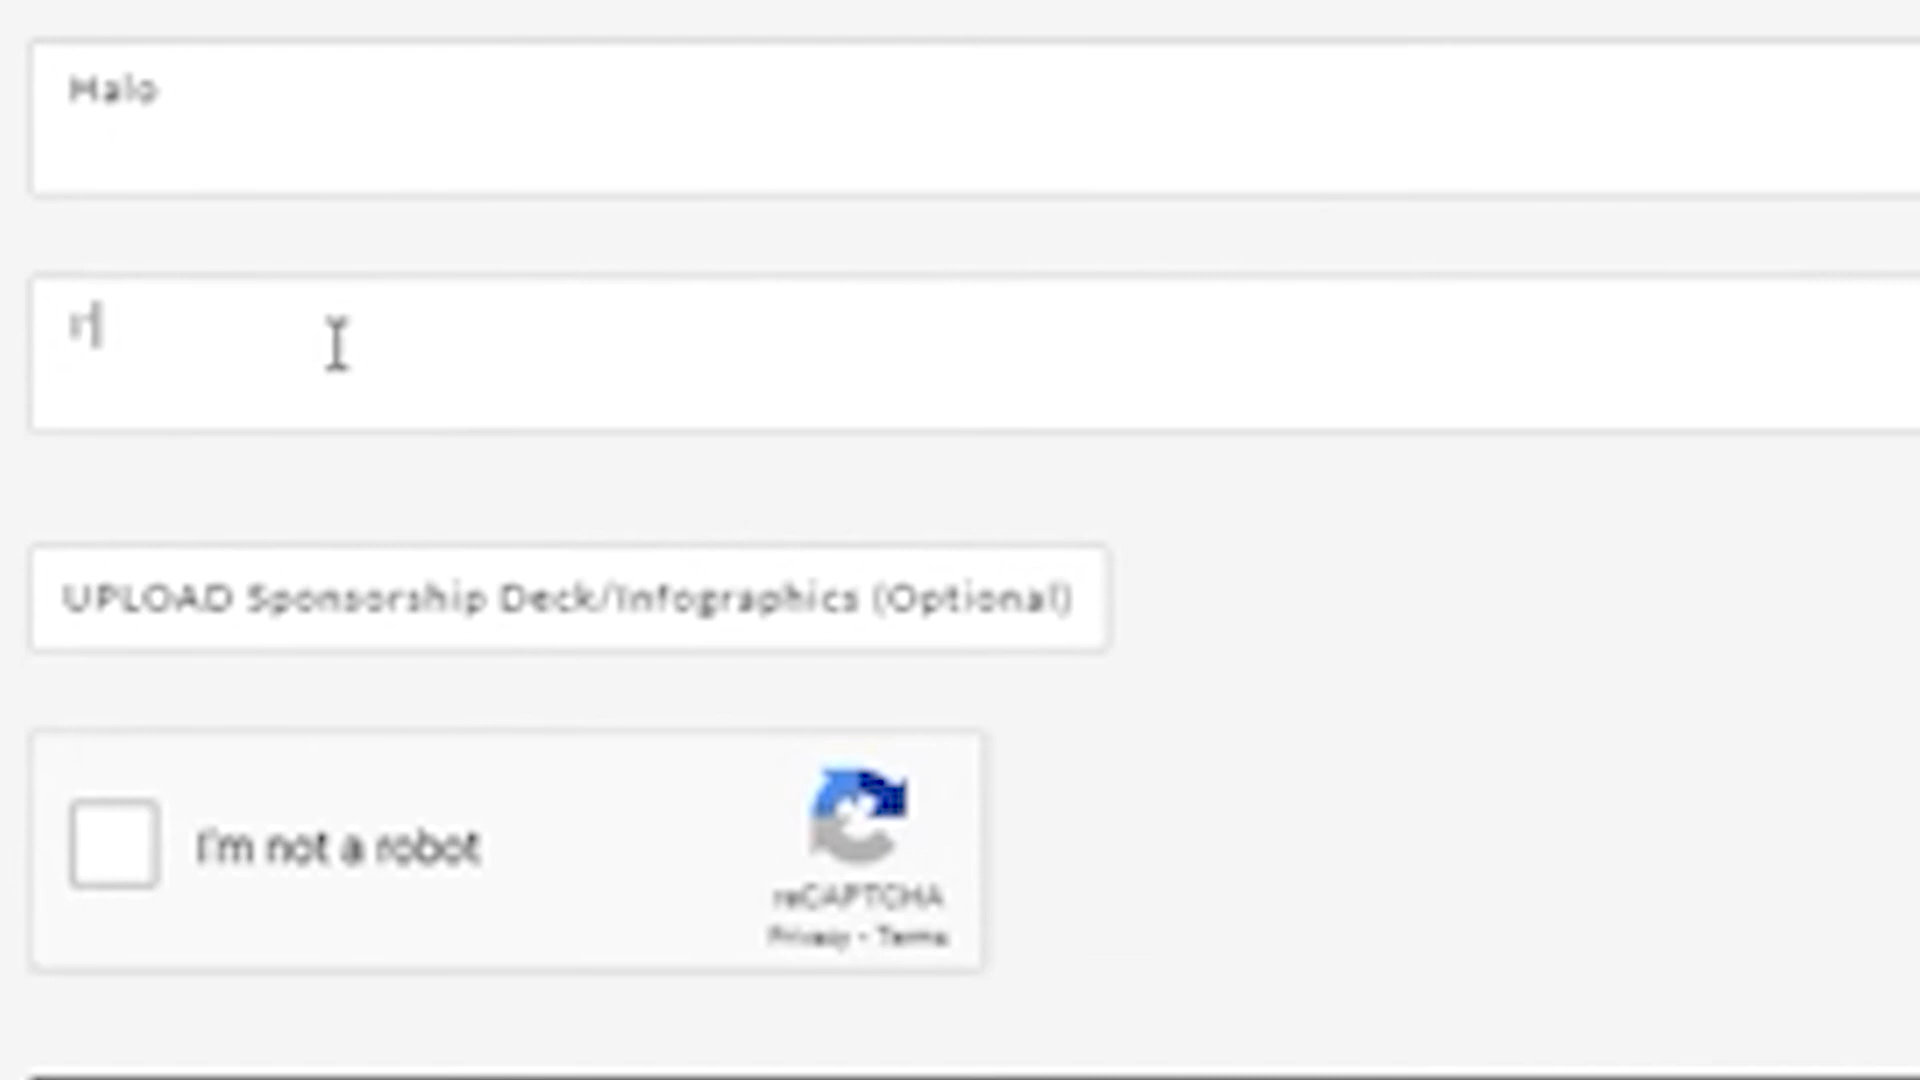 Halo
r
UPLOAD Sponsorship Deck/Infographics (Optional)
I'm not a robot
reCAPTCHA
Privacy - Terms